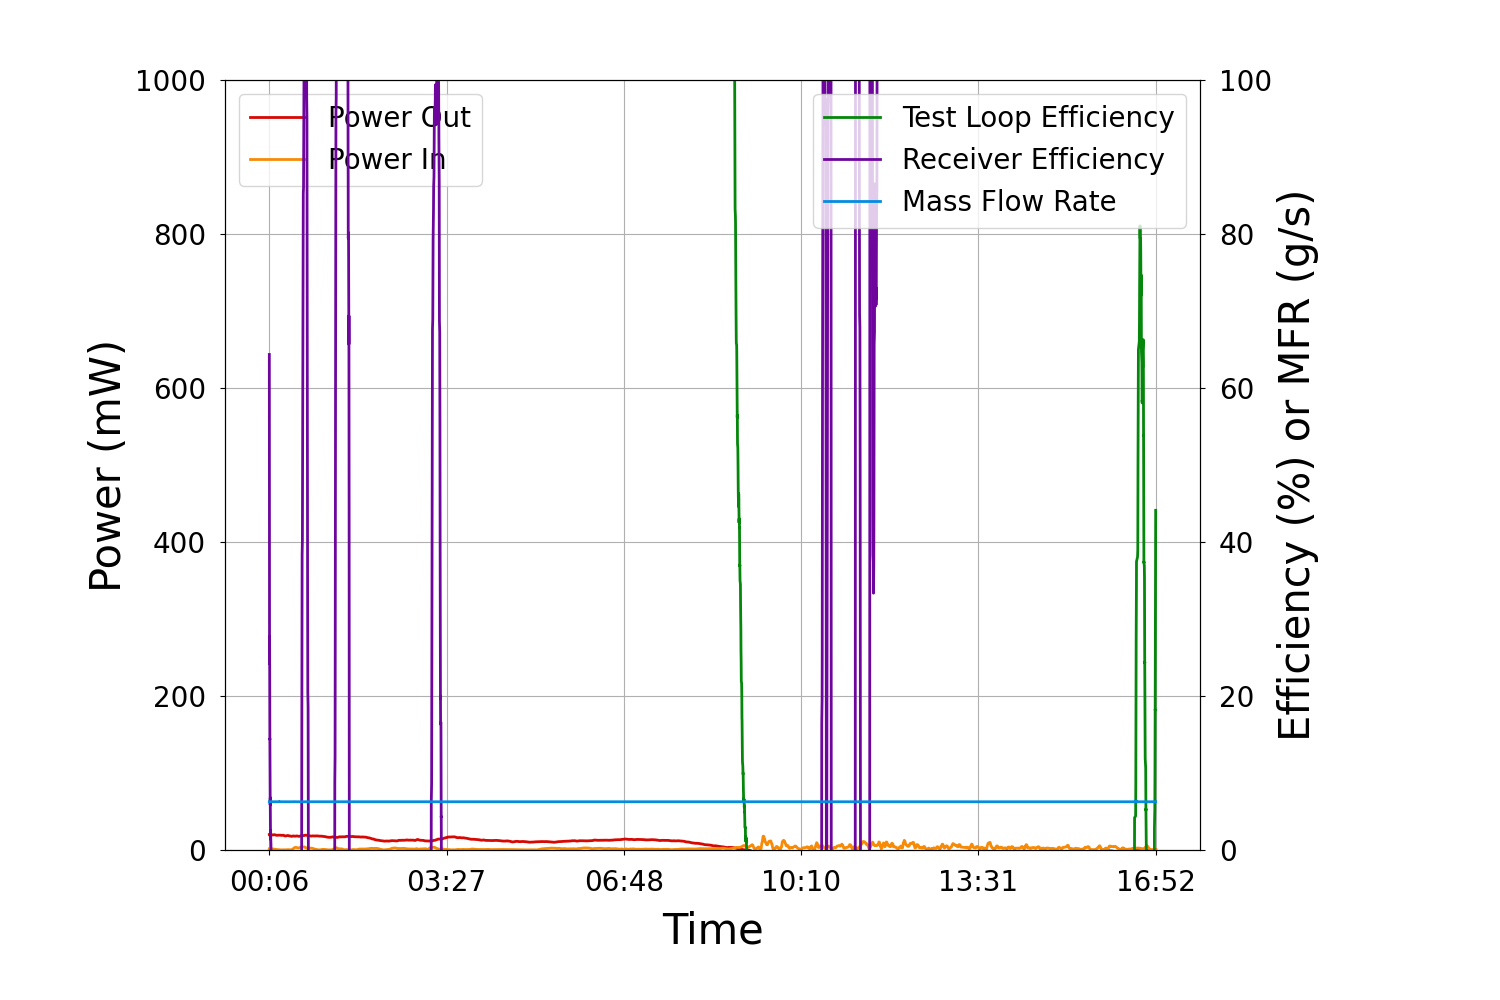 1000
800
600
400
200
0
Power (mW)
Power Out
Power In
Test Loop Efficiency
Receiver Efficiency
Mass Flow Rate
100
80
60
40
20
0
Efficiency (%) or MFR (g/s)
00:06 03:27 06:48 10:10 13:31 16:52
Time